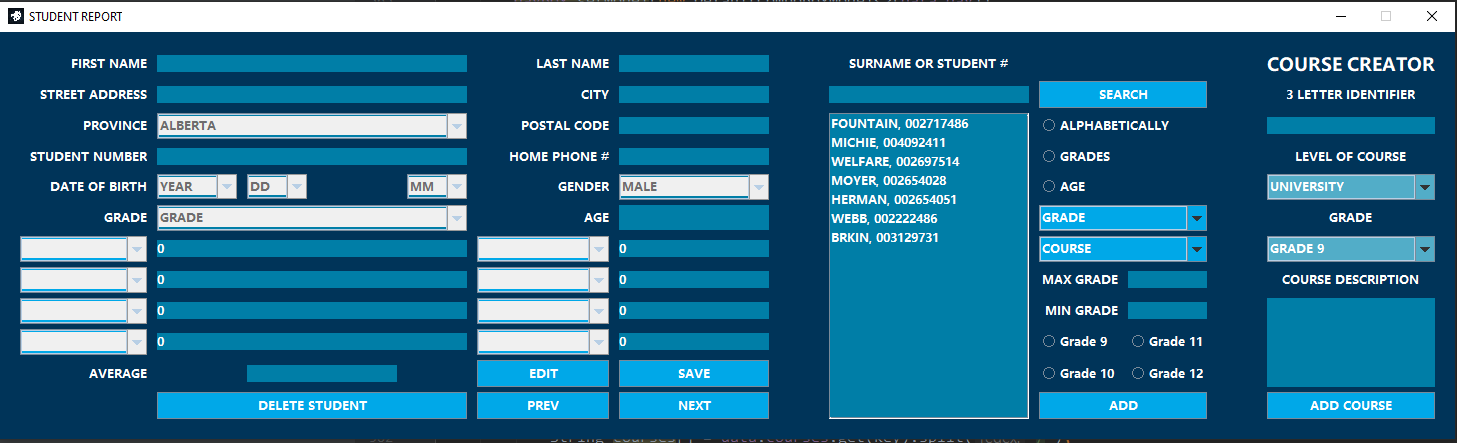 STUDENT REPORT
FIRST NAME
LAST NAME
SURNAME OR STUDENT #
COURSE CREATOR
STREET ADDRESS
CITY
SEARCH
3 LETTER IDENTIFIER
PROVINCE
ALBERTA
POSTAL CODE
FOUNTAIN, 002717486
MICHIE, 004092411
WELFARE, 002697514
MOYER, 002654028
HERMAN, 002654051
WEBB, 002222486
BRKIN, 003129731
ALPHABETICALLY
STUDENT NUMBER
HOME PHONE #
GRADES
LEVEL OF COURSE
DATE OF BIRTH
YEAR
DD
MM
GENDER
MALE
AGE
UNIVERSITY
GRADE
GRADE
AGE
GRADE
GRADE
0
0
COURSE
GRADE 9
0
0
MAX GRADE
COURSE DESCRIPTION
0
0
MIN GRADE
0
0
Grade 9
Grade 11
AVERAGE
EDIT
SAVE
Grade 10
Grade 12
DELETE STUDENT
PREV
NEXT
ADD
ADD COURSE